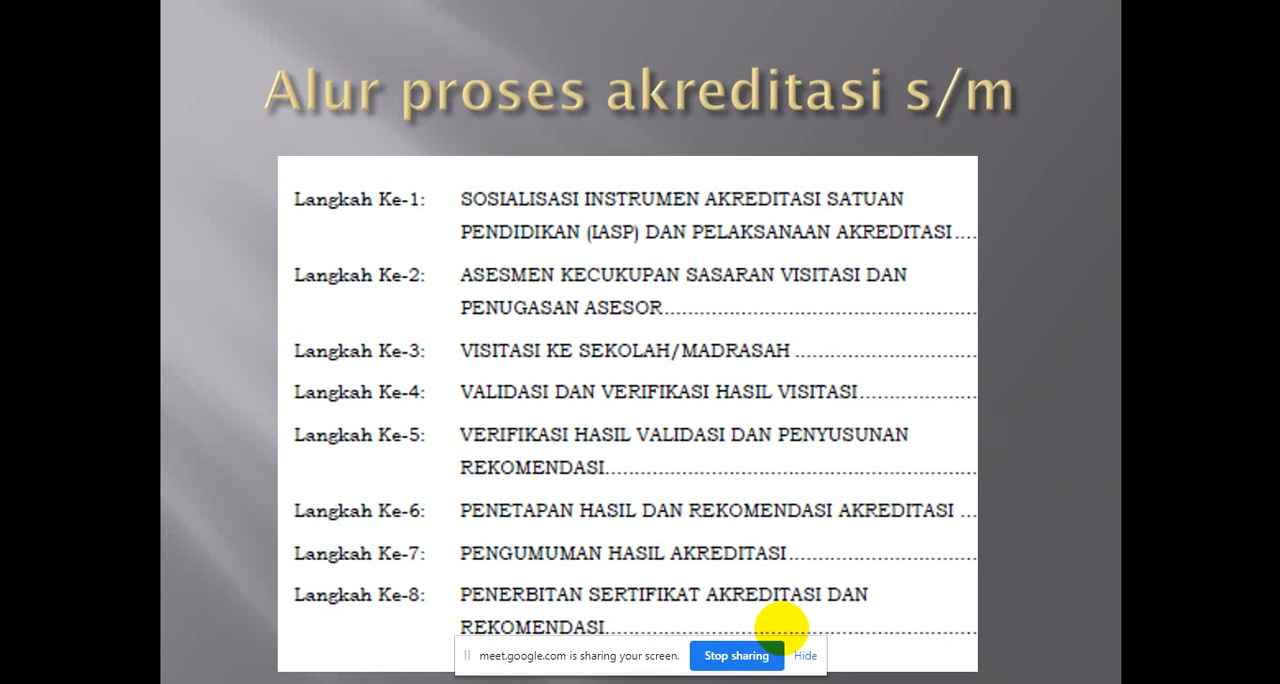 Alur proses akreditasi s/m
Langkah Ke-1: SOSIALISASI INSTRUMEN AKREDITASI SATUAN
PENDIDIKAN (IASP) DAN PELAKSANAAN AKREDITASI....
Langkah Ke-2: ASESMEN KECUKUPAN SASARAN VISITASI DAN
PENUGASAN ASESOR......................................................
Langkah Ke-3: VISITASI KE SEKOLAH/MADRASAH ...............................
Langkah Ke-4: VALIDASI DAN VERIFIKASI HASIL VISITASI....................
Langkah Ke-5: VERIFIKASI HASIL VALIDASI DAN PENYUSUNAN
REKOMENDASI...............................................................
Langkah Ke-6: PENETAPAN HASIL DAN REKOMENDASI AKREDITASI ...
Langkah Ke-7: PENGUMUMAN HASIL AKREDITASI................................
Langkah Ke-8: PENERBITAN SERTIFIKAT AKREDITASI DAN
REKOMENDASI...............................................................
meet.google.com is sharing your screen. Stop sharing Hide